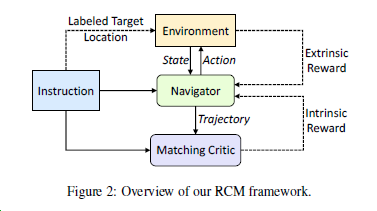 Labeled Target
Location
Environment
State
Action
Extrinsic
Reward
Instruction
Navigator
Intrinsic
Reward
Trajectory
Matching Critic
Figure 2: Overview of our RCM framework.